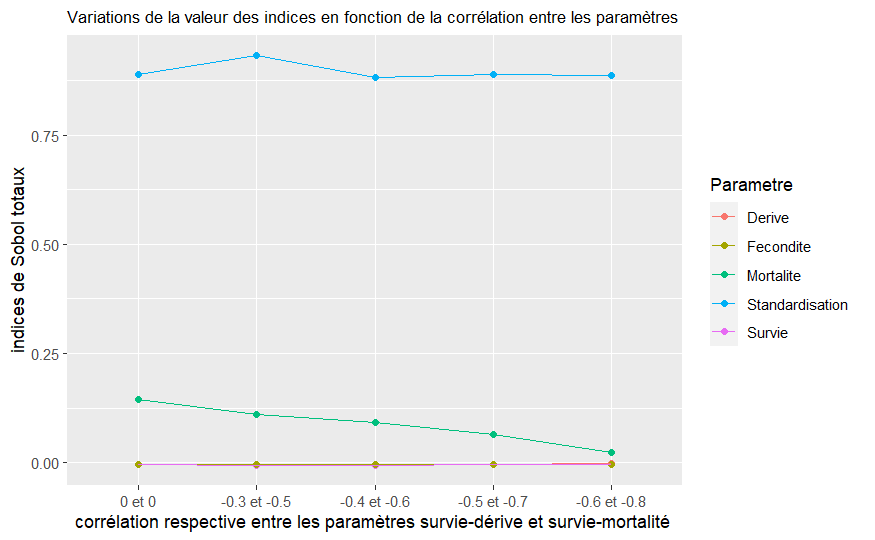 Variations de la valeur des indices en fonction de la corrélation entre les paramètres
indices de Sobol totaux
0.75
0.50
0.25
0.00
0 et 0
-0.3 et -0.5
-0.4 et -0.6
-0.5 et -0.7
-0.6 et -0.8
corrélation respective entre les paramètres survie-dérive et survie-mortalité
Parametre
Derive
Fecondite
Mortalite
Standardisation
Survie